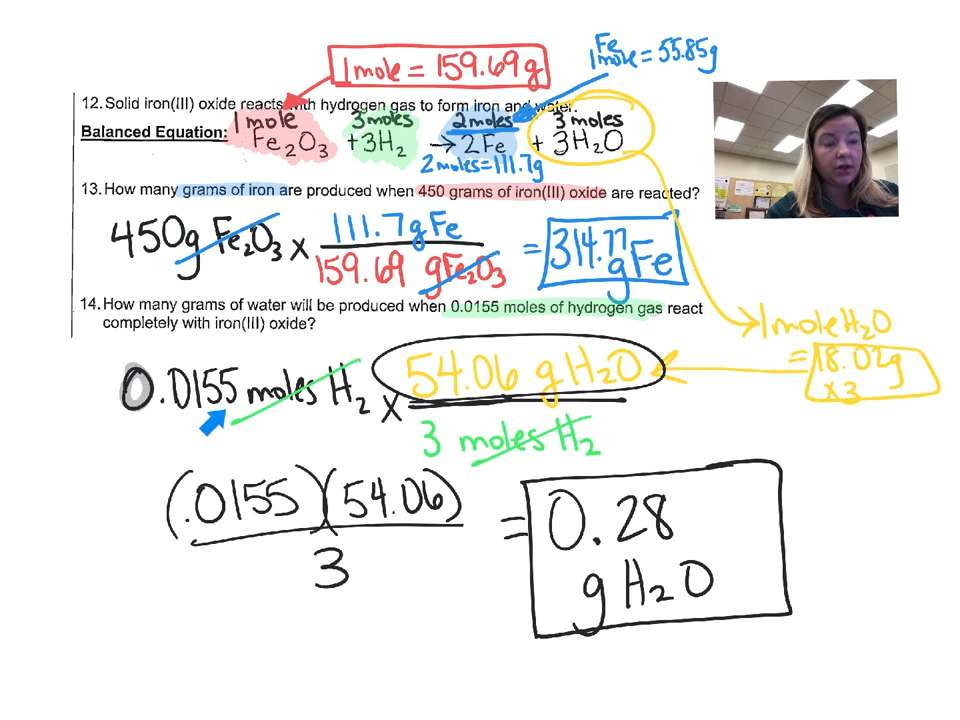 1 mole = 159.69 g
Fe
1 mole = 55.85g
12. Solid iron(III) oxide reacts with hydrogen gas to form iron and water.
1 mole 3 moles 2 moles 3 moles
Balanced Equation: Fe2O3 + 3H2 → 2Fe + 3H2O
2 moles = 111.7g
13. How many grams of iron are produced when 450 grams of iron(III) oxide are reacted?
450g Fe2O3 x 111.7g Fe
159.69 g Fe2O3
= 314.77
g Fe
14. How many grams of water will be produced when 0.0155 moles of hydrogen gas react
completely with iron(III) oxide?
1 mole H2O
= 18.02g
x 3
0.0155 moles H2 x 54.06 g H2O
3 moles H2
(.0155)(54.06)
3
= 0.28
g H2O